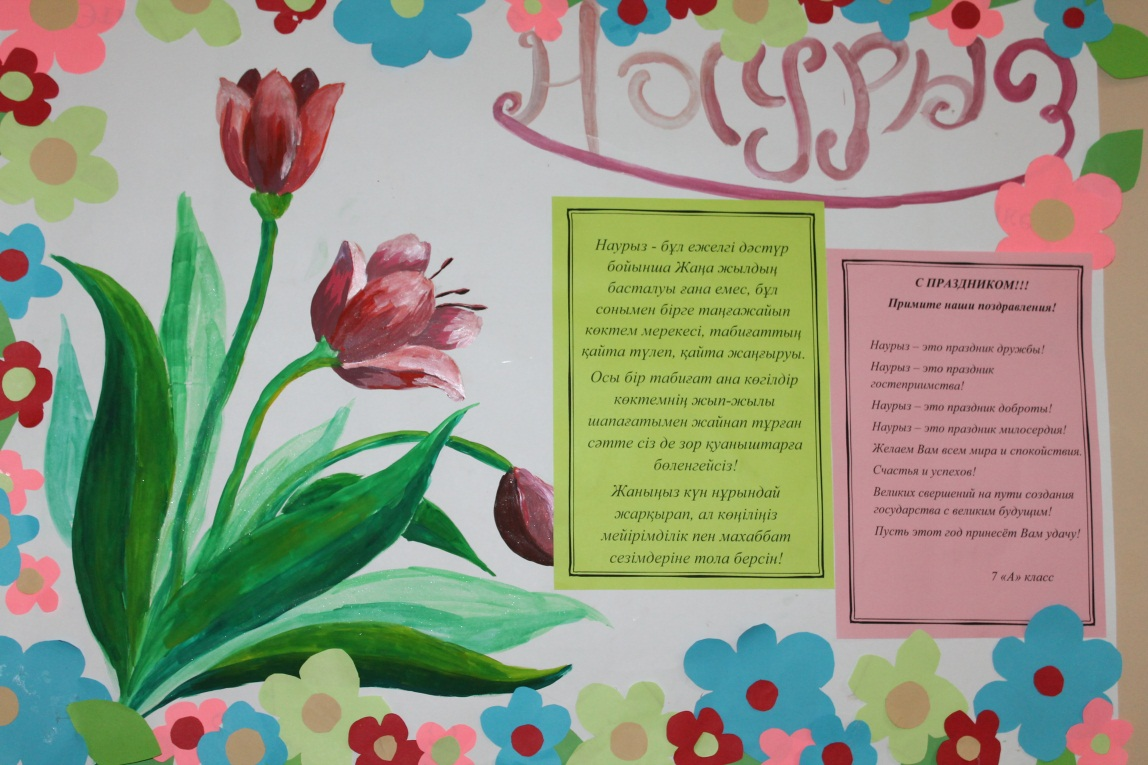 Наурыз
Наурыз - бұл ежелгі дәстүр
бойынша Жаңа жылдың
басталуы ғана емес, бұл
сонымен бірге таңғажайып
көктем мерекесі, табиғаттың
қайта түлеп, қайта жаңғыруы.
Осы бір табиғат ана көгілдір
көктемнің жып-жылы
шапағатымен жайнап тұрған
сәтте сіз де зор қуаныштарға
бөленгейсіз!
Жаныңыз күн нұрындай
жарқырап, ал көңіліңіз
мейірімділік пен махаббат
сезімдеріне тола берсін!
С ПРАЗДНИКОМ!!!
Примите наши поздравления!
Наурыз – это праздник дружбы!
Наурыз – это праздник
гостеприимства!
Наурыз – это праздник доброты!
Наурыз – это праздник милосердия!
Желаем Вам всем мира и спокойствия.
Счастья и успехов!
Великих свершений на пути создания
государства с великим будущим!
Пусть этот год принесёт Вам удачу!
7 «А» класс